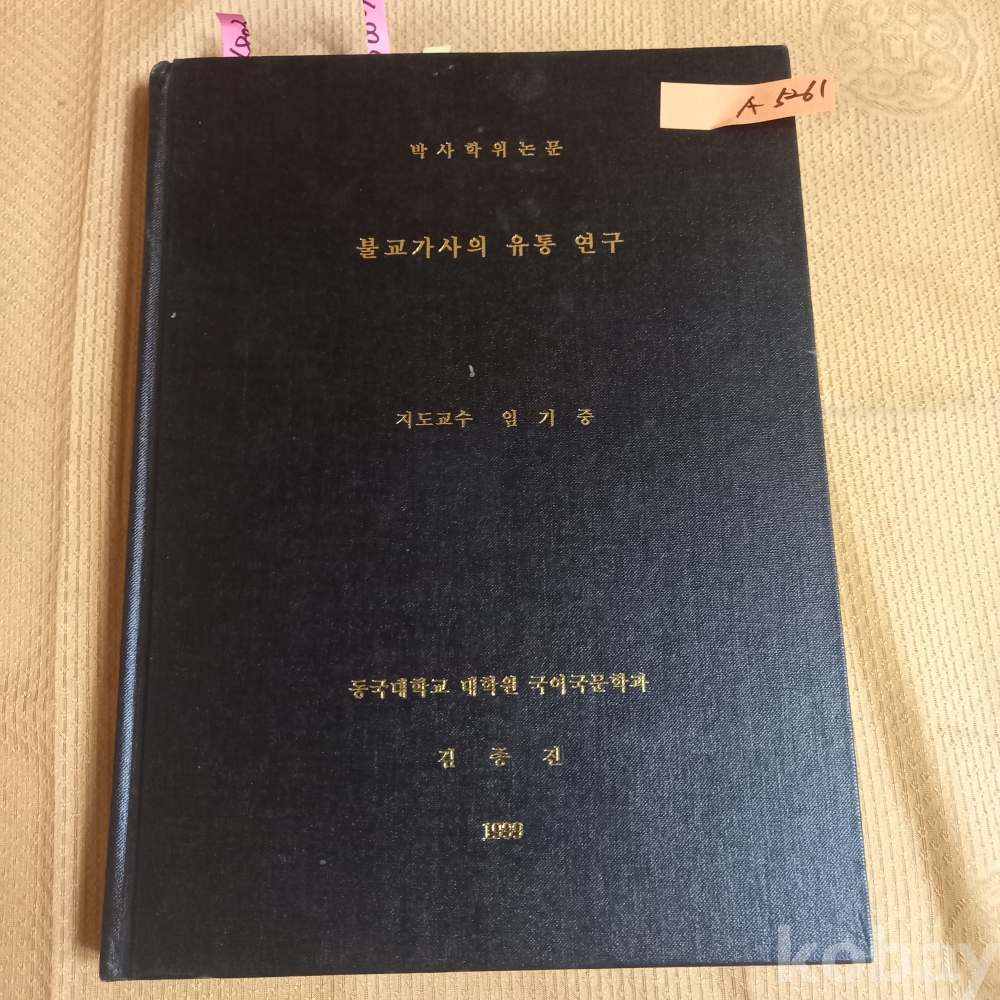 A 5261
박사학위논문
불교가사의 유통 연구
지도교수 임 기 중
동국대학교 대학원 국어국문학과
김 종 진
1999
kobay